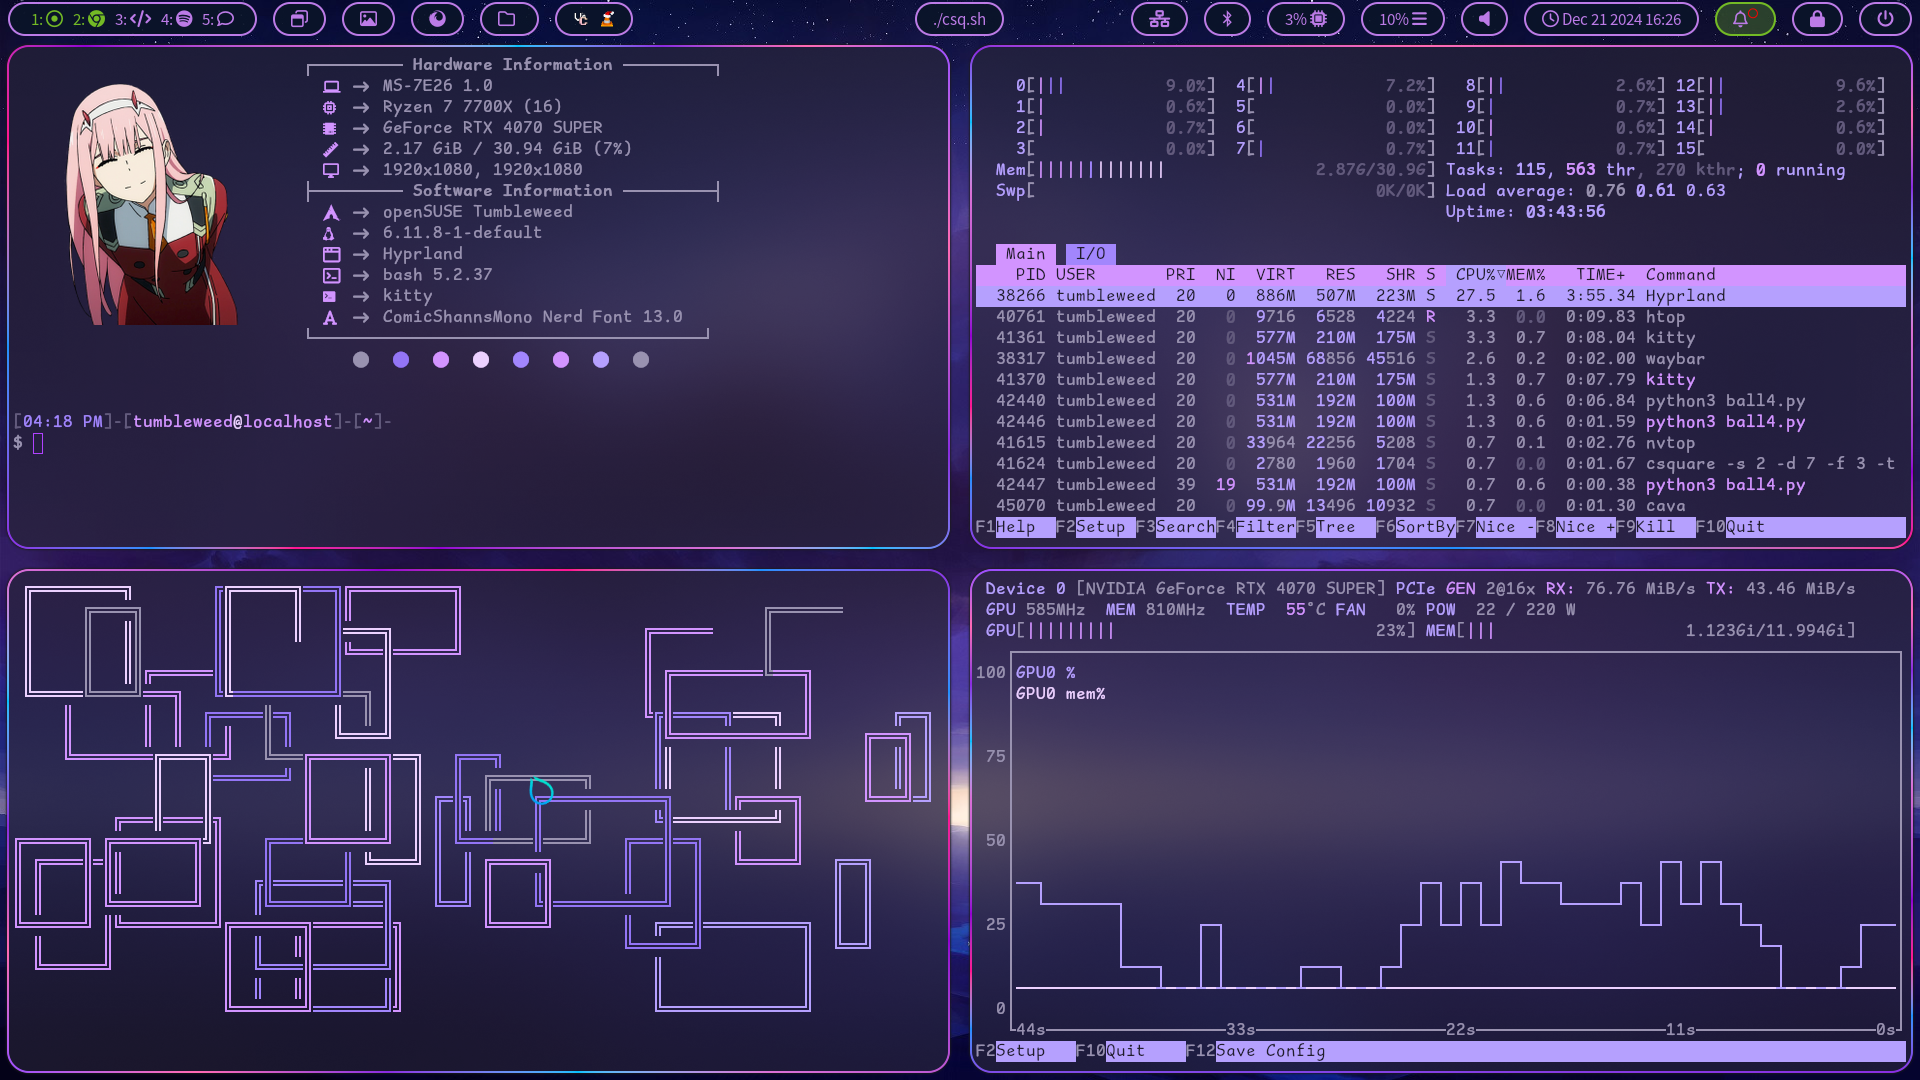 1: 2: 3: 4: 5:
./csq.sh
3% 10% Dec 21 2024 16:26
Hardware Information
MS-7E26 1.0
Ryzen 7 7700X (16)
GeForce RTX 4070 SUPER
2.17 GiB / 30.94 GiB (7%)
1920x1080, 1920x1080
Software Information
openSUSE Tumbleweed
6.11.8-1-default
Hyprland
bash 5.2.37
kitty
ComicShannsMono Nerd Font 13.0
[04:18 PM]-[tumbleweed@localhost]-[~]-
$
0[||| 9.0%] 4[|| 7.2%] 8[|| 2.6%] 12[|| 9.6%]
1[| 0.6%] 5[ 0.0%] 9[| 0.7%] 13[|| 2.6%]
2[| 0.7%] 6[ 0.0%] 10[| 0.6%] 14[| 0.6%]
3[ 0.0%] 7[| 0.7%] 11[| 0.7%] 15[ 0.0%]
Mem[||||||||||||| 2.87G/30.9G] Tasks: 115, 563 thr, 270 kthr; 0 running
Swp[ 0K/0K] Load average: 0.76 0.61 0.63
Uptime: 03:43:56
Main I/O
PID USER PRI NI VIRT RES SHR S CPU%▽MEM% TIME+ Command
38266 tumbleweed 20 0 886M 507M 223M S 27.5 1.6 3:55.34 Hyprland
40761 tumbleweed 20 0 9716 6528 4224 R 3.3 0.0 0:09.83 htop
41361 tumbleweed 20 0 577M 210M 175M S 3.3 0.7 0:08.04 kitty
38317 tumbleweed 20 0 1045M 68856 45516 S 2.6 0.2 0:02.00 waybar
41370 tumbleweed 20 0 577M 210M 175M S 1.3 0.7 0:07.79 kitty
42440 tumbleweed 20 0 531M 192M 100M S 1.3 0.6 0:06.84 python3 ball4.py
42446 tumbleweed 20 0 531M 192M 100M S 1.3 0.6 0:01.59 python3 ball4.py
41615 tumbleweed 20 0 33964 22256 5208 S 0.7 0.1 0:02.76 nvtop
41624 tumbleweed 20 0 2780 1960 1704 S 0.7 0.0 0:01.67 csquare -s 2 -d 7 -f 3 -t
42447 tumbleweed 39 19 531M 192M 100M S 0.7 0.6 0:00.38 python3 ball4.py
45070 tumbleweed 20 0 99.9M 13496 10932 S 0.7 0.0 0:01.30 cava
F1Help F2Setup F3SearchF4FilterF5Tree F6SortByF7Nice -F8Nice +F9Kill F10Quit
Device 0 [NVIDIA GeForce RTX 4070 SUPER] PCIe GEN 2@16x RX: 76.76 MiB/s TX: 43.46 MiB/s
GPU 585MHz MEM 810MHz TEMP 55°C FAN 0% POW 22 / 220 W
GPU[||||||||| 23%] MEM[||| 1.123Gi/11.994Gi]
100 GPU0 %
GPU0 mem%
75
50
25
0
44s 33s 22s 11s 0s
F2Setup F10Quit F12Save Config